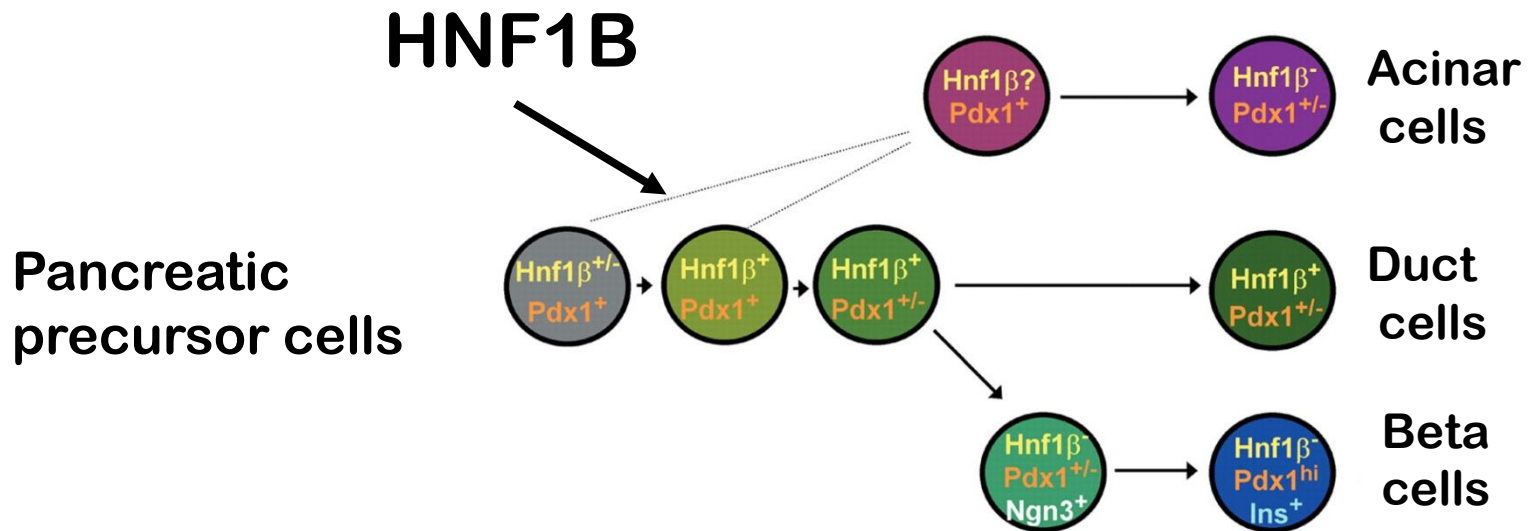 HNF1B
Hnf1β?
Pdx1⁺
Hnf1β⁻
Pdx1⁺/⁻
Acinar
cells
Pancreatic
precursor cells
Hnf1β⁺/⁻
Pdx1⁺
Hnf1β⁺
Pdx1⁺
Hnf1β⁺
Pdx1⁺/⁻
Hnf1β⁺
Pdx1⁺/⁻
Duct
cells
Hnf1β⁻
Pdx1⁺/⁻
Ngn3⁺
Hnf1β⁻
Pdx1ʰⁱ
Ins⁺
Beta
cells